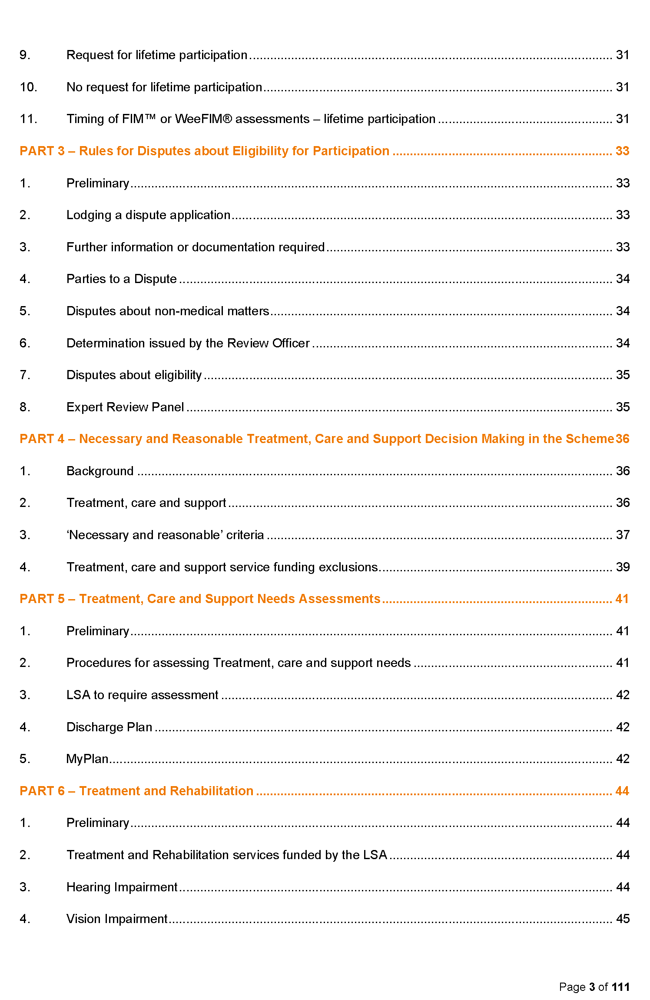 9. Request for lifetime participation ........ 31
10. No request for lifetime participation ........ 31
11. Timing of FIM™ or WeeFIM® assessments – lifetime participation ........ 31
PART 3 – Rules for Disputes about Eligibility for Participation ........ 33
1. Preliminary ........ 33
2. Lodging a dispute application ........ 33
3. Further information or documentation required ........ 33
4. Parties to a Dispute ........ 34
5. Disputes about non-medical matters ........ 34
6. Determination issued by the Review Officer ........ 34
7. Disputes about eligibility ........ 35
8. Expert Review Panel ........ 35
PART 4 – Necessary and Reasonable Treatment, Care and Support Decision Making in the Scheme36
1. Background ........ 36
2. Treatment, care and support ........ 36
3. ‘Necessary and reasonable’ criteria ........ 37
4. Treatment, care and support service funding exclusions ........ 39
PART 5 – Treatment, Care and Support Needs Assessments ........ 41
1. Preliminary ........ 41
2. Procedures for assessing Treatment, care and support needs ........ 41
3. LSA to require assessment ........ 42
4. Discharge Plan ........ 42
5. MyPlan ........ 42
PART 6 – Treatment and Rehabilitation ........ 44
1. Preliminary ........ 44
2. Treatment and Rehabilitation services funded by the LSA ........ 44
3. Hearing Impairment ........ 44
4. Vision Impairment ........ 45
Page 3 of 111